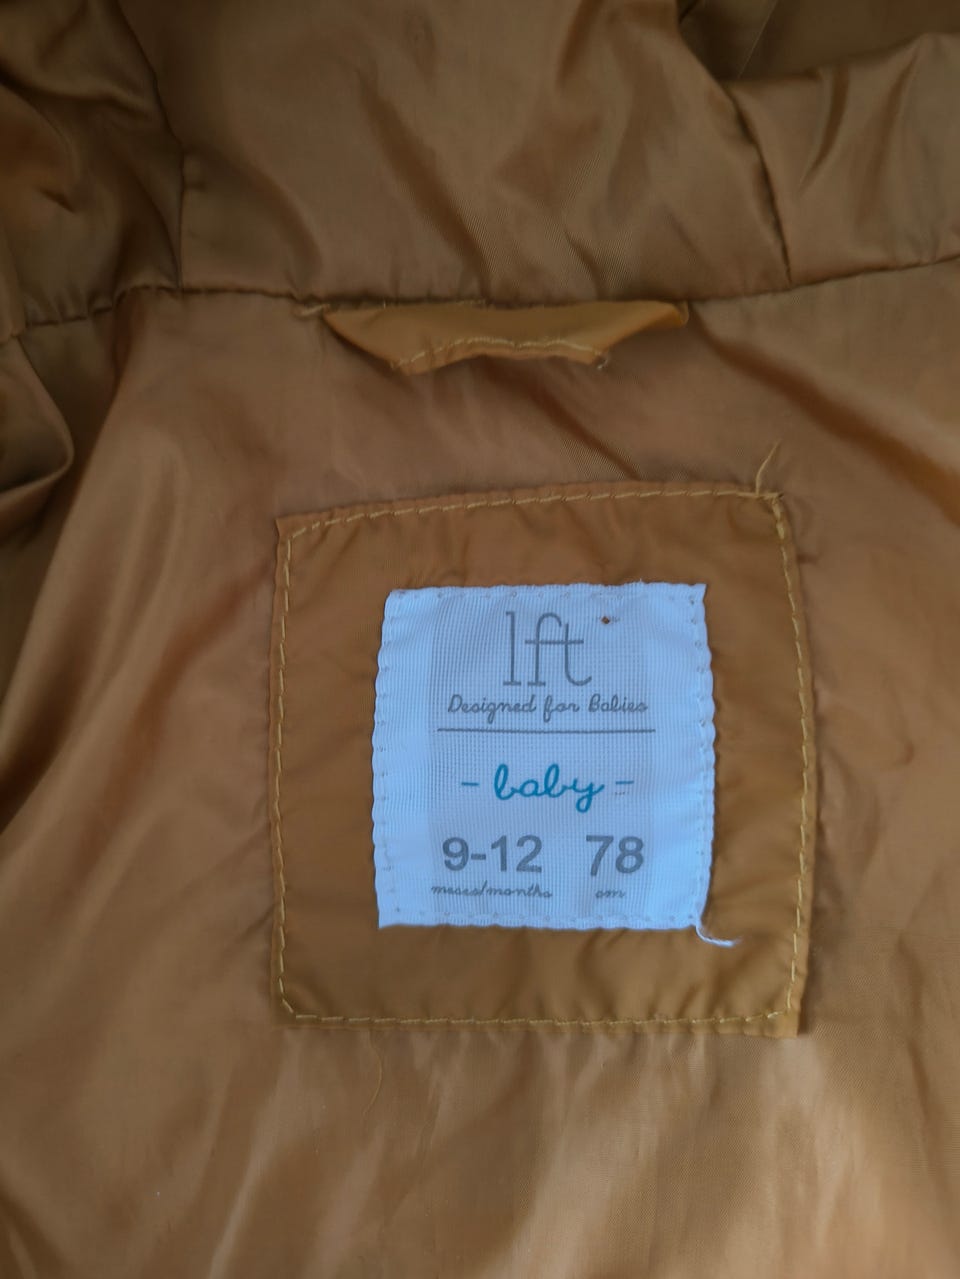 lft
Designed for Babies
- baby -
9-12 78
meses/months cm